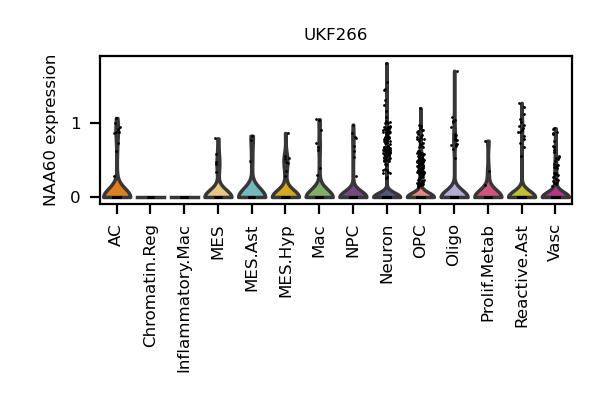 UKF266
NAA60 expression
1
0
AC
Chromatin.Reg
Inflammatory.Mac
MES
MES.Ast
MES.Hyp
Mac
NPC
Neuron
OPC
Oligo
Prolif.Metab
Reactive.Ast
Vasc